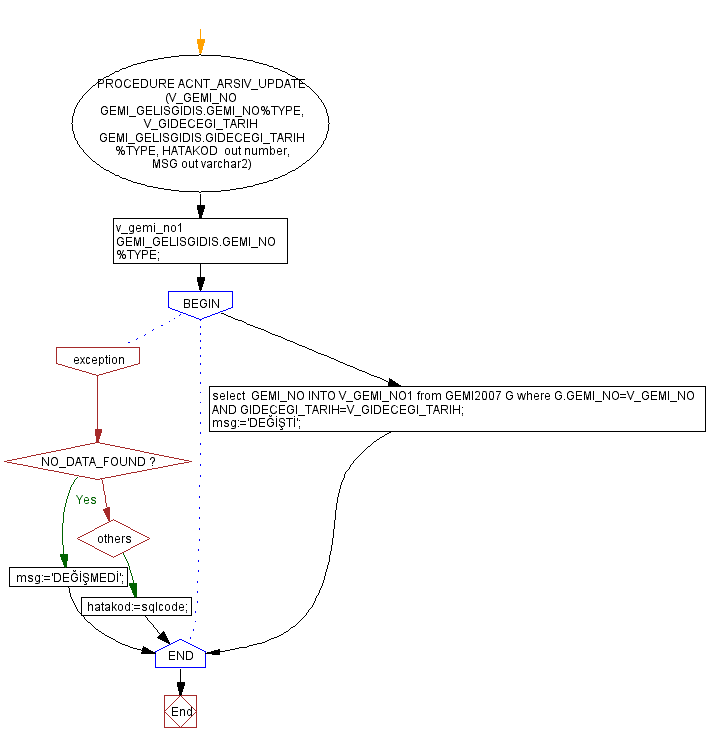 PROCEDURE ACNT_ARSIV_UPDATE
(V_GEMI_NO
GEMI_GELISGIDIS.GEMI_NO%TYPE,
V_GIDECEGI_TARIH
GEMI_GELISGIDIS.GIDECEGI_TARIH
%TYPE, HATAKOD out number,
MSG out varchar2)
v_gemi_no1
GEMI_GELISGIDIS.GEMI_NO
%TYPE;
BEGIN
exception
select GEMI_NO INTO V_GEMI_NO1 from GEMI2007 G where G.GEMI_NO=V_GEMI_NO
AND GIDECEGI_TARIH=V_GIDECEGI_TARIH;
msg:='DEĞİŞTİ';
NO_DATA_FOUND ?
Yes
others
msg:='DEĞİŞMEDİ';
hatakod:=sqlcode;
END
End